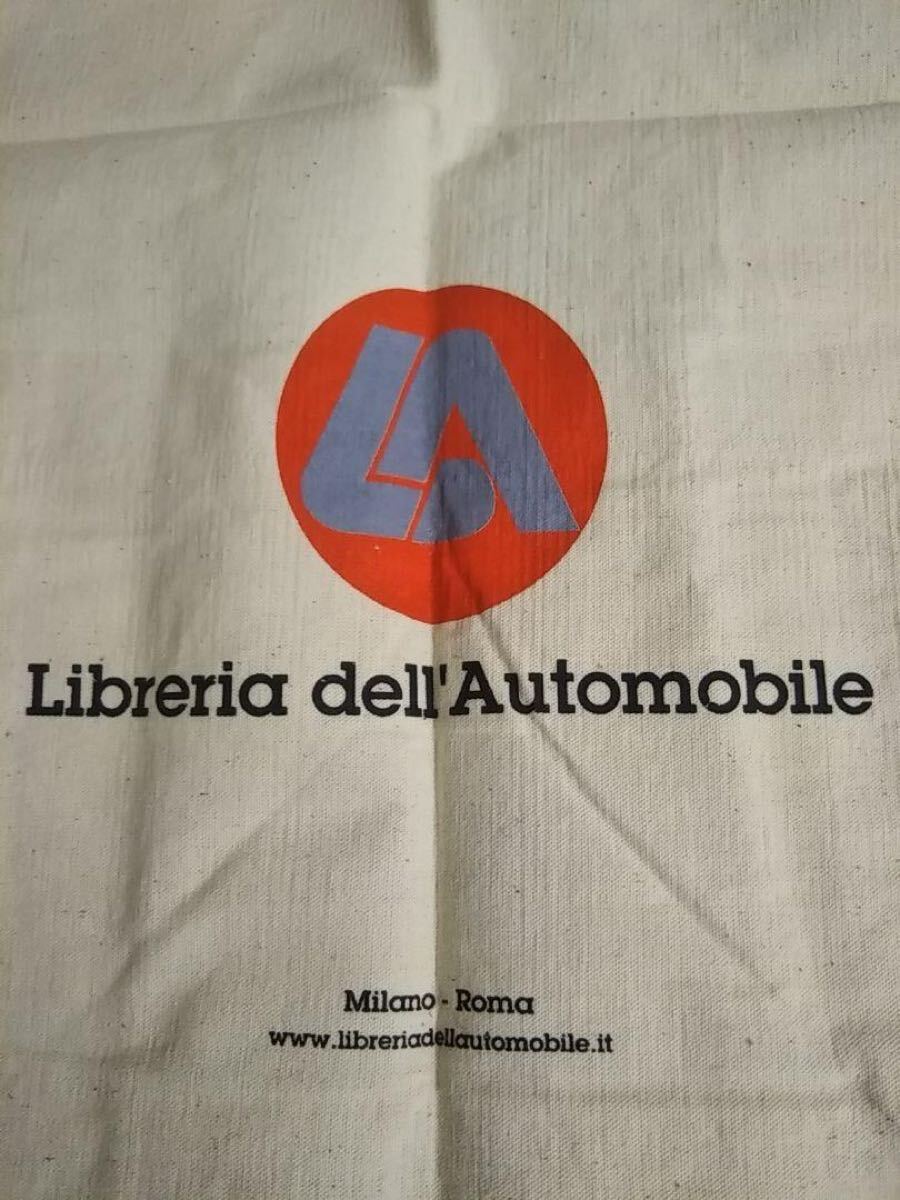 LA
Libreria dell'Automobile
Milano - Roma
www.libreriadellautomobile.it